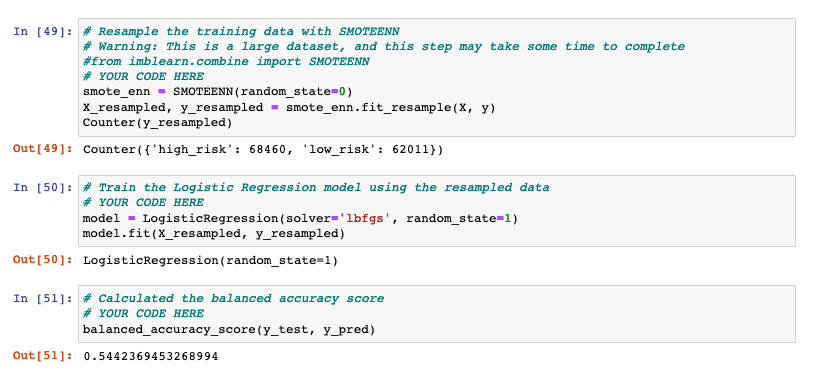 In [49]: # Resample the training data with SMOTEENN
# Warning: This is a large dataset, and this step may take some time to complete
#from imblearn.combine import SMOTEENN
# YOUR CODE HERE
smote_enn = SMOTEENN(random_state=0)
X_resampled, y_resampled = smote_enn.fit_resample(X, y)
Counter(y_resampled)
Out[49]: Counter({'high_risk': 68460, 'low_risk': 62011})
In [50]: # Train the Logistic Regression model using the resampled data
# YOUR CODE HERE
model = LogisticRegression(solver='lbfgs', random_state=1)
model.fit(X_resampled, y_resampled)
Out[50]: LogisticRegression(random_state=1)
In [51]: # Calculated the balanced accuracy score
# YOUR CODE HERE
balanced_accuracy_score(y_test, y_pred)
Out[51]: 0.5442369453268994